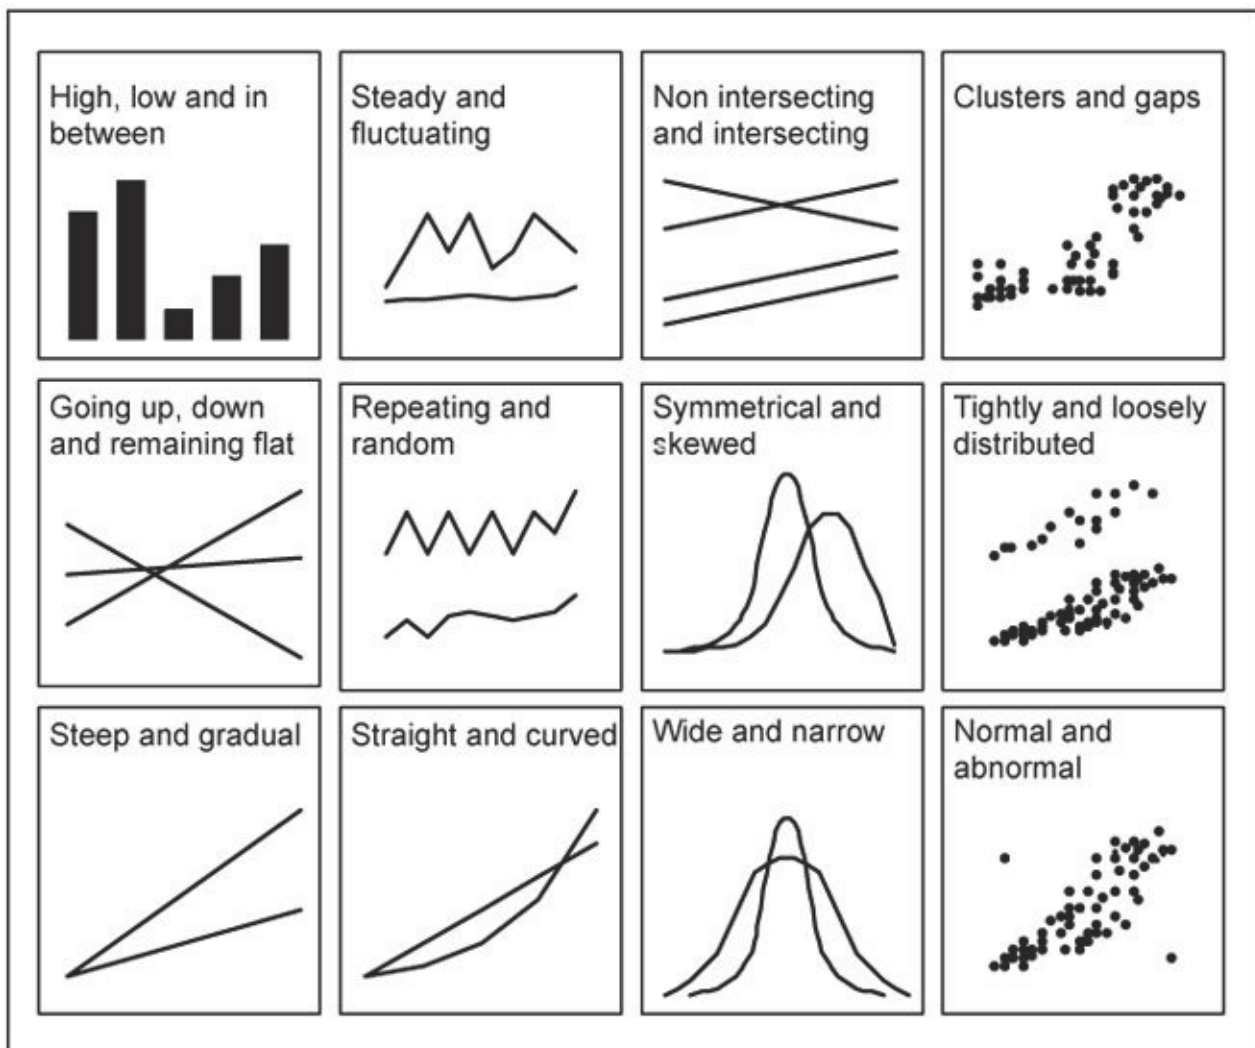 High, low and in
between
Steady and
fluctuating
Non intersecting
and intersecting
Clusters and gaps
Going up, down
and remaining flat
Repeating and
random
Symmetrical and
skewed
Tightly and loosely
distributed
Steep and gradual
Straight and curved
Wide and narrow
Normal and
abnormal